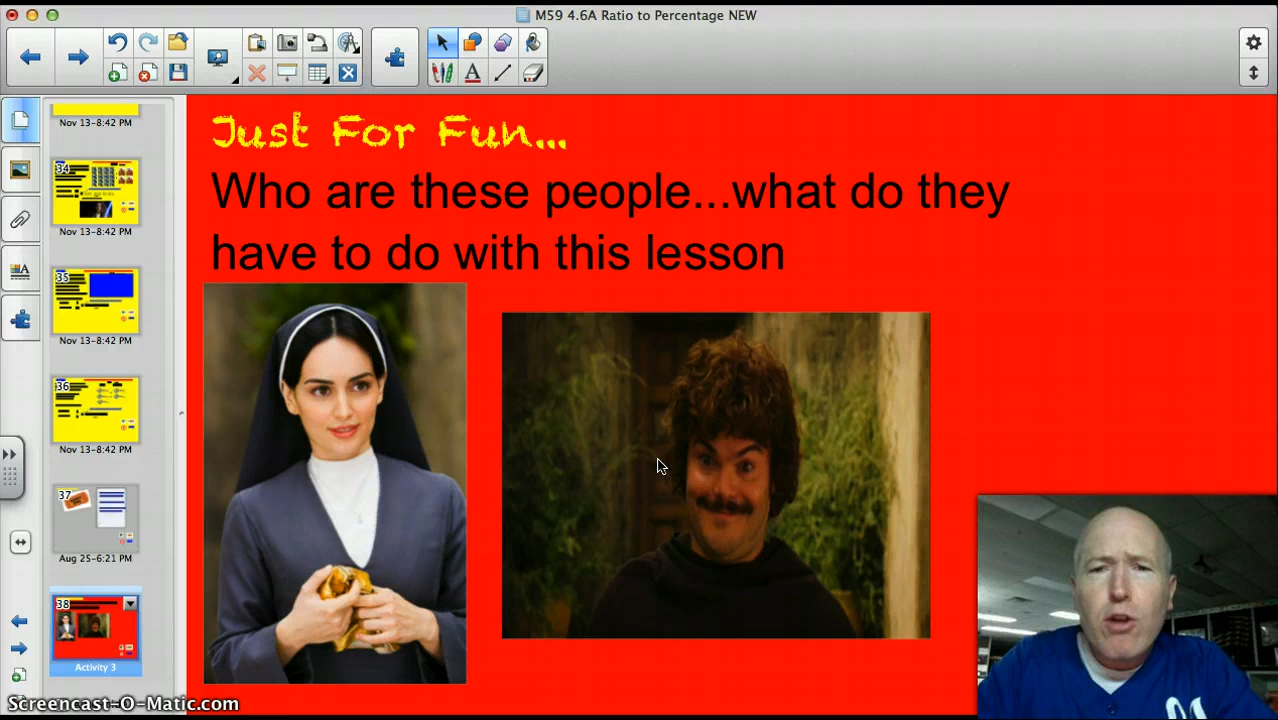 M59 4.6A Ratio to Percentage NEW
Just For Fun...
Who are these people...what do they
have to do with this lesson
Nov 13-8:42 PM
34
Nov 13-8:42 PM
35
Nov 13-8:42 PM
36
Nov 13-8:42 PM
37
Aug 25-6:21 PM
38
Activity 3
Screencast-O-Matic.com